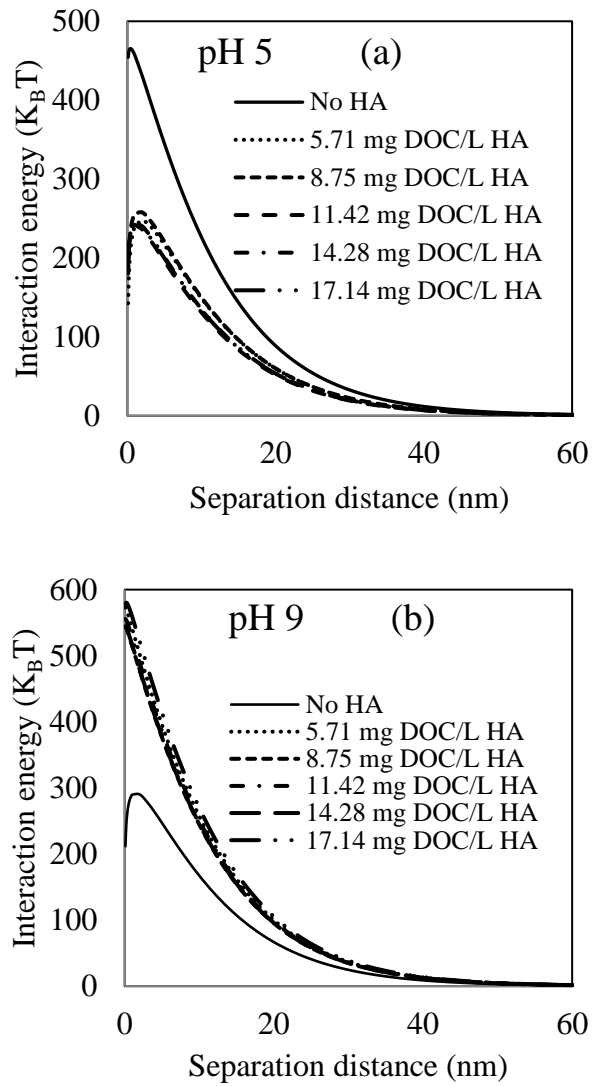 pH 5 (a)
Interaction energy (K_BT)
500
400
300
200
100
0
No HA
5.71 mg DOC/L HA
8.75 mg DOC/L HA
11.42 mg DOC/L HA
14.28 mg DOC/L HA
17.14 mg DOC/L HA
0 20 40 60
Separation distance (nm)
pH 9 (b)
Interaction energy (K_BT)
600
500
400
300
200
100
0
No HA
5.71 mg DOC/L HA
8.75 mg DOC/L HA
11.42 mg DOC/L HA
14.28 mg DOC/L HA
17.14 mg DOC/L HA
0 20 40 60
Separation distance (nm)